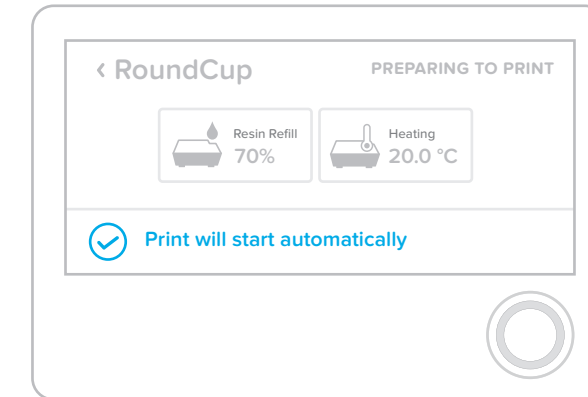 ‹ RoundCup
PREPARING TO PRINT
Resin Refill
70%
Heating
20.0 °C
Print will start automatically